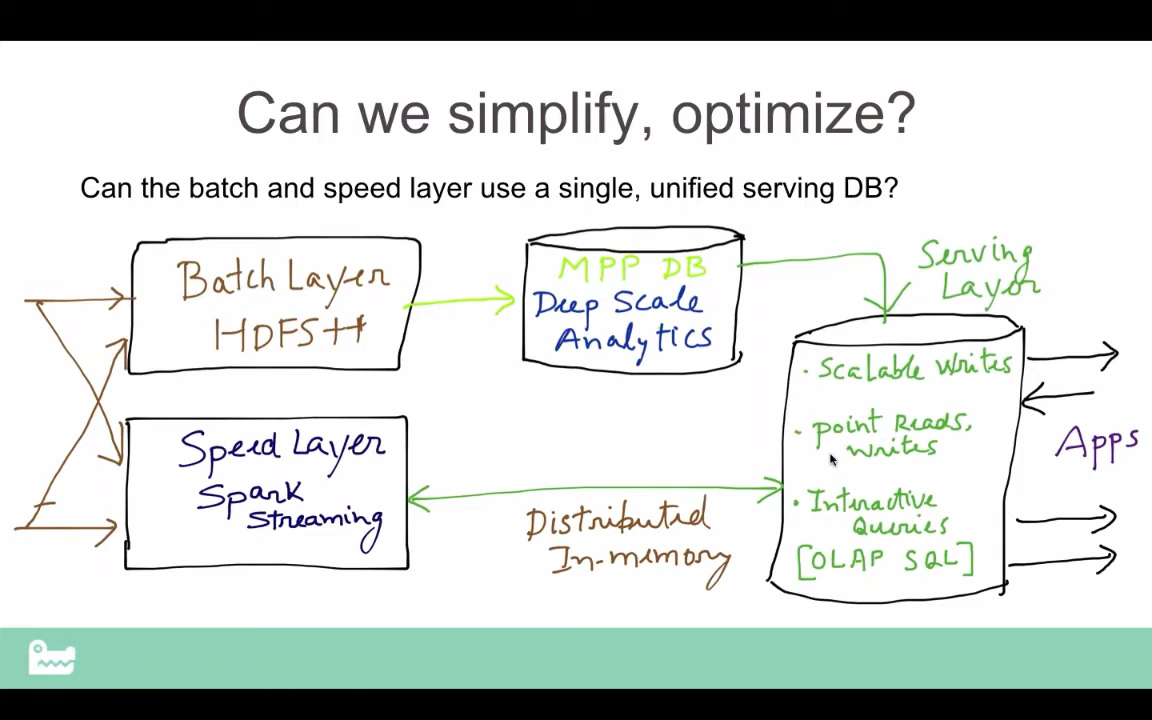 Can we simplify, optimize?
Can the batch and speed layer use a single, unified serving DB?
Batch Layer
HDFS++
MPP DB
Deep Scale
Analytics
Serving
Layer
Speed Layer
Spark
Streaming
Distributed
In-memory
· Scalable Writes
· Point Reads,
Writes
· Interactive
Queries
[OLAP SQL]
Apps